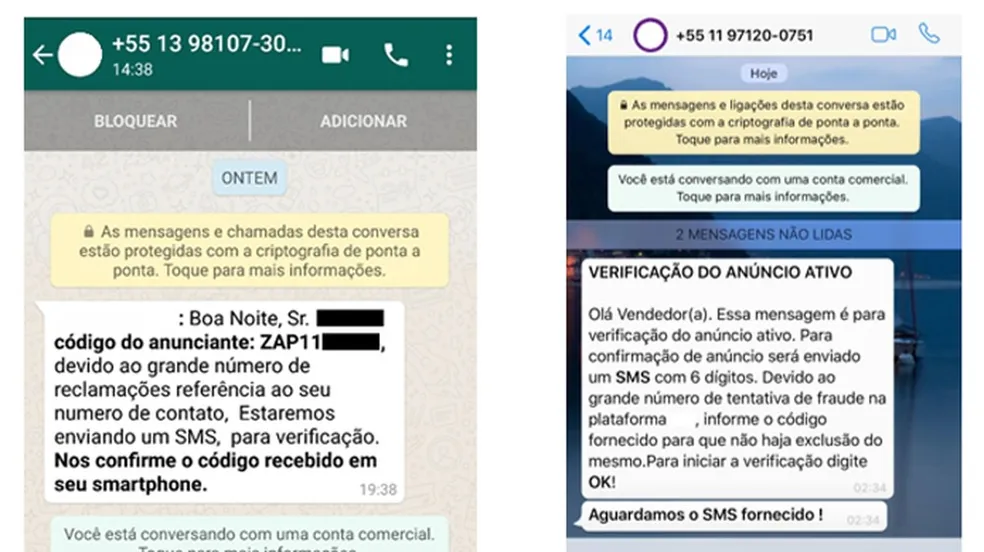 +55 13 98107-30...
14:38
BLOQUEAR
ADICIONAR
ONTEM
As mensagens e chamadas desta conversa
estão protegidas com a criptografia de ponta a
ponta. Toque para mais informações.
: Boa Noite, Sr.
código do anunciante: ZAP11 ,
devido ao grande número de
reclamações referência ao seu
numero de contato, Estaremos
enviando um SMS, para verificação.
Nos confirme o código recebido em
seu smartphone.
19:38
Você está conversando com uma conta comercial.
Toque para mais informações.
14
+55 11 97120-0751
Hoje
As mensagens e ligações desta conversa estão
protegidas com a criptografia de ponta a ponta.
Toque para mais informações.
Você está conversando com uma conta comercial.
Toque para mais informações.
2 MENSAGENS NÃO LIDAS
VERIFICAÇÃO DO ANÚNCIO ATIVO
Olá Vendedor(a). Essa mensagem é para
verificação do anúncio ativo. Para
confirmação de anúncio será enviado
um SMS com 6 dígitos. Devido ao
grande número de tentativa de fraude na
plataforma , informe o código
fornecido para que não haja exclusão do
mesmo.Para iniciar a verificação digite
OK!
02:34
Aguardamos o SMS fornecido !
02:34